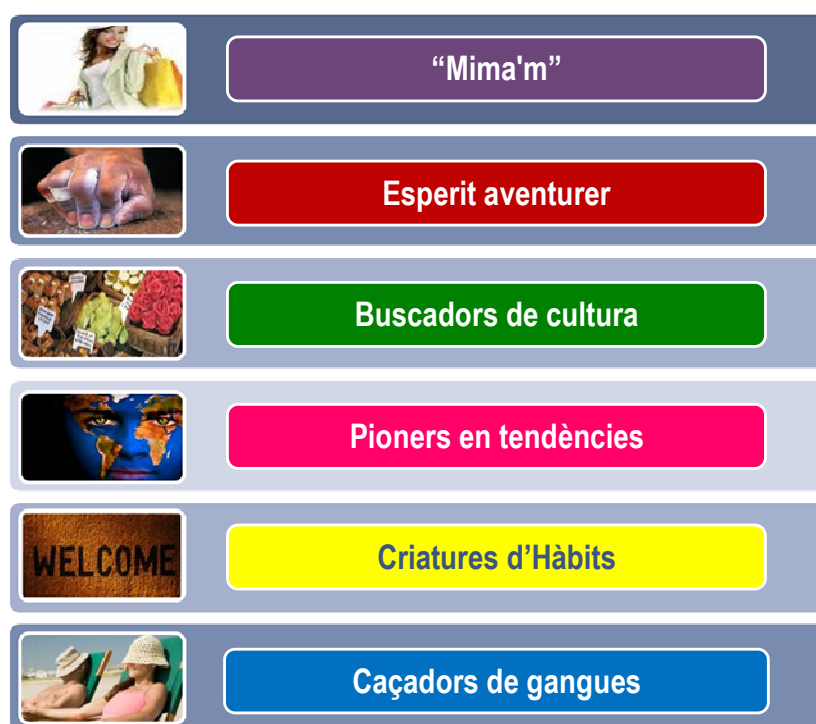 “Mima'm”
Esperit aventurer
Buscadors de cultura
Pioners en tendències
WELCOME
Criatures d’Hàbits
Caçadors de gangues